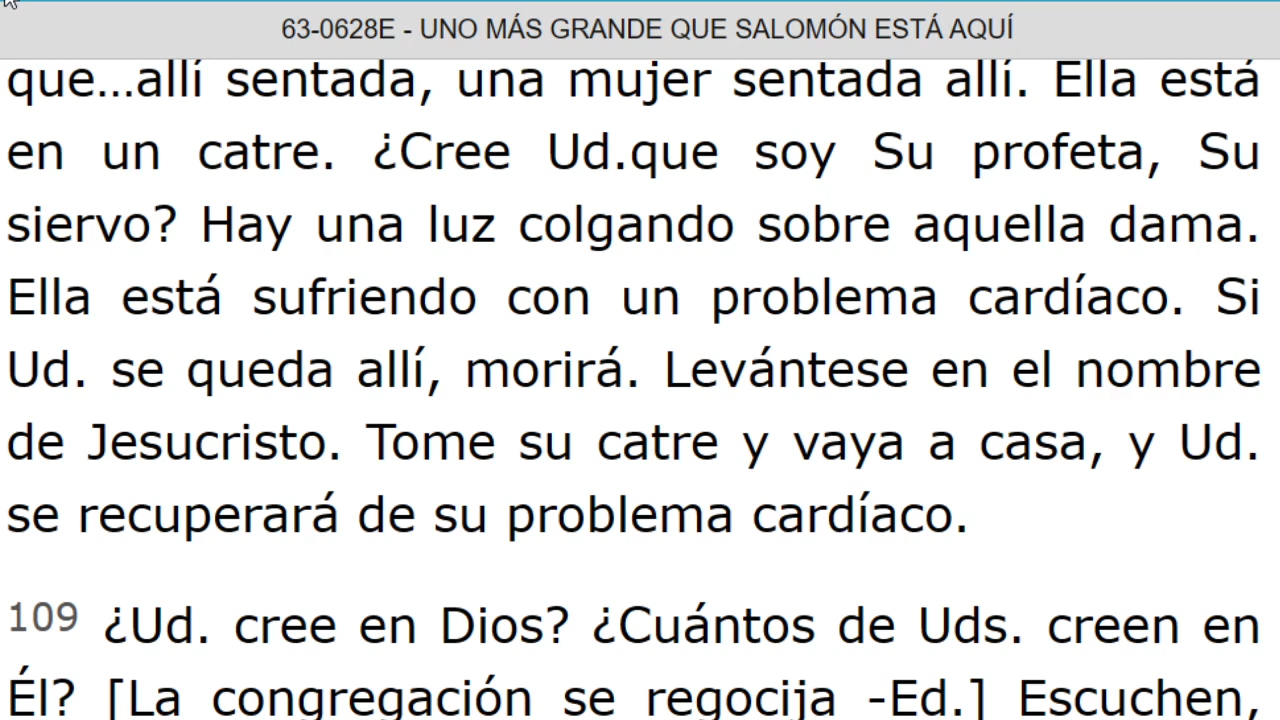 63-0628E - UNO MÁS GRANDE QUE SALOMÓN ESTÁ AQUÍ
que...allí sentada, una mujer sentada allí. Ella está
en un catre. ¿Cree Ud.que soy Su profeta, Su
siervo? Hay una luz colgando sobre aquella dama.
Ella está sufriendo con un problema cardíaco. Si
Ud. se queda allí, morirá. Levántese en el nombre
de Jesucristo. Tome su catre y vaya a casa, y Ud.
se recuperará de su problema cardíaco.
109 ¿Ud. cree en Dios? ¿Cuántos de Uds. creen en
Él? [La congregación se regocija -Ed.] Escuchen,